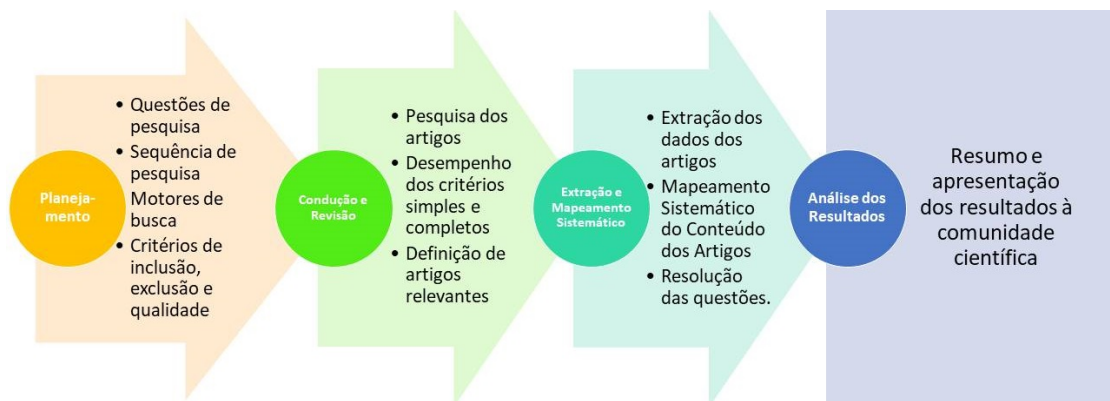 Planeja-
mento
• Questões de
pesquisa
• Sequência de
pesquisa
Motores de
busca
• Critérios de
inclusão,
exclusão e
qualidade
Condução e
Revisão
• Pesquisa dos
artigos
• Desempenho
dos critérios
simples e
completos
• Definição de
artigos
relevantes
Extração e
Mapeamento
Sistemático
• Extração dos
dados dos
artigos
• Mapeamento
Sistemático
do Conteúdo
dos Artigos
• Resolução
das questões.
Análise dos
Resultados
Resumo e
apresentação
dos resultados à
comunidade
científica